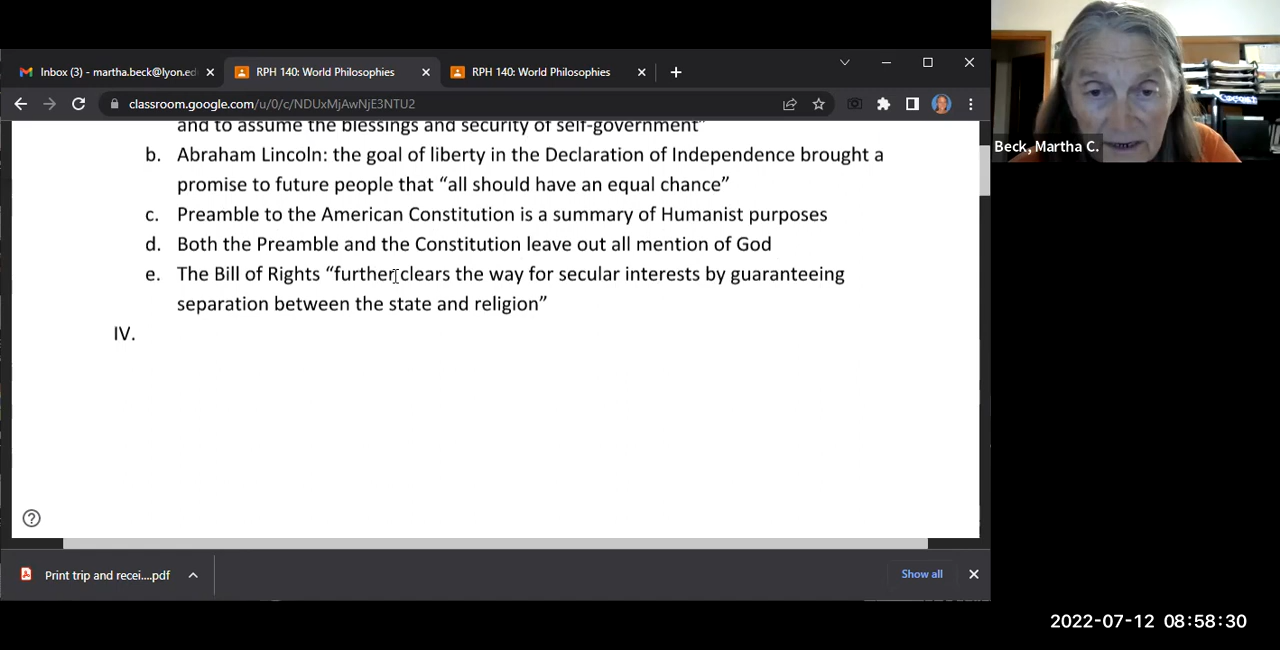 Inbox (3) - martha.beck@lyon.ed
RPH 140: World Philosophies
RPH 140: World Philosophies
classroom.google.com/u/0/c/NDUxMjAwNjE3NTU2
Beck, Martha C.
and to assume the blessings and security of self-government”
b. Abraham Lincoln: the goal of liberty in the Declaration of Independence brought a
promise to future people that “all should have an equal chance”
c. Preamble to the American Constitution is a summary of Humanist purposes
d. Both the Preamble and the Constitution leave out all mention of God
e. The Bill of Rights “further clears the way for secular interests by guaranteeing
separation between the state and religion”
IV.
Print trip and recei....pdf
Show all
2022-07-12 08:58:30